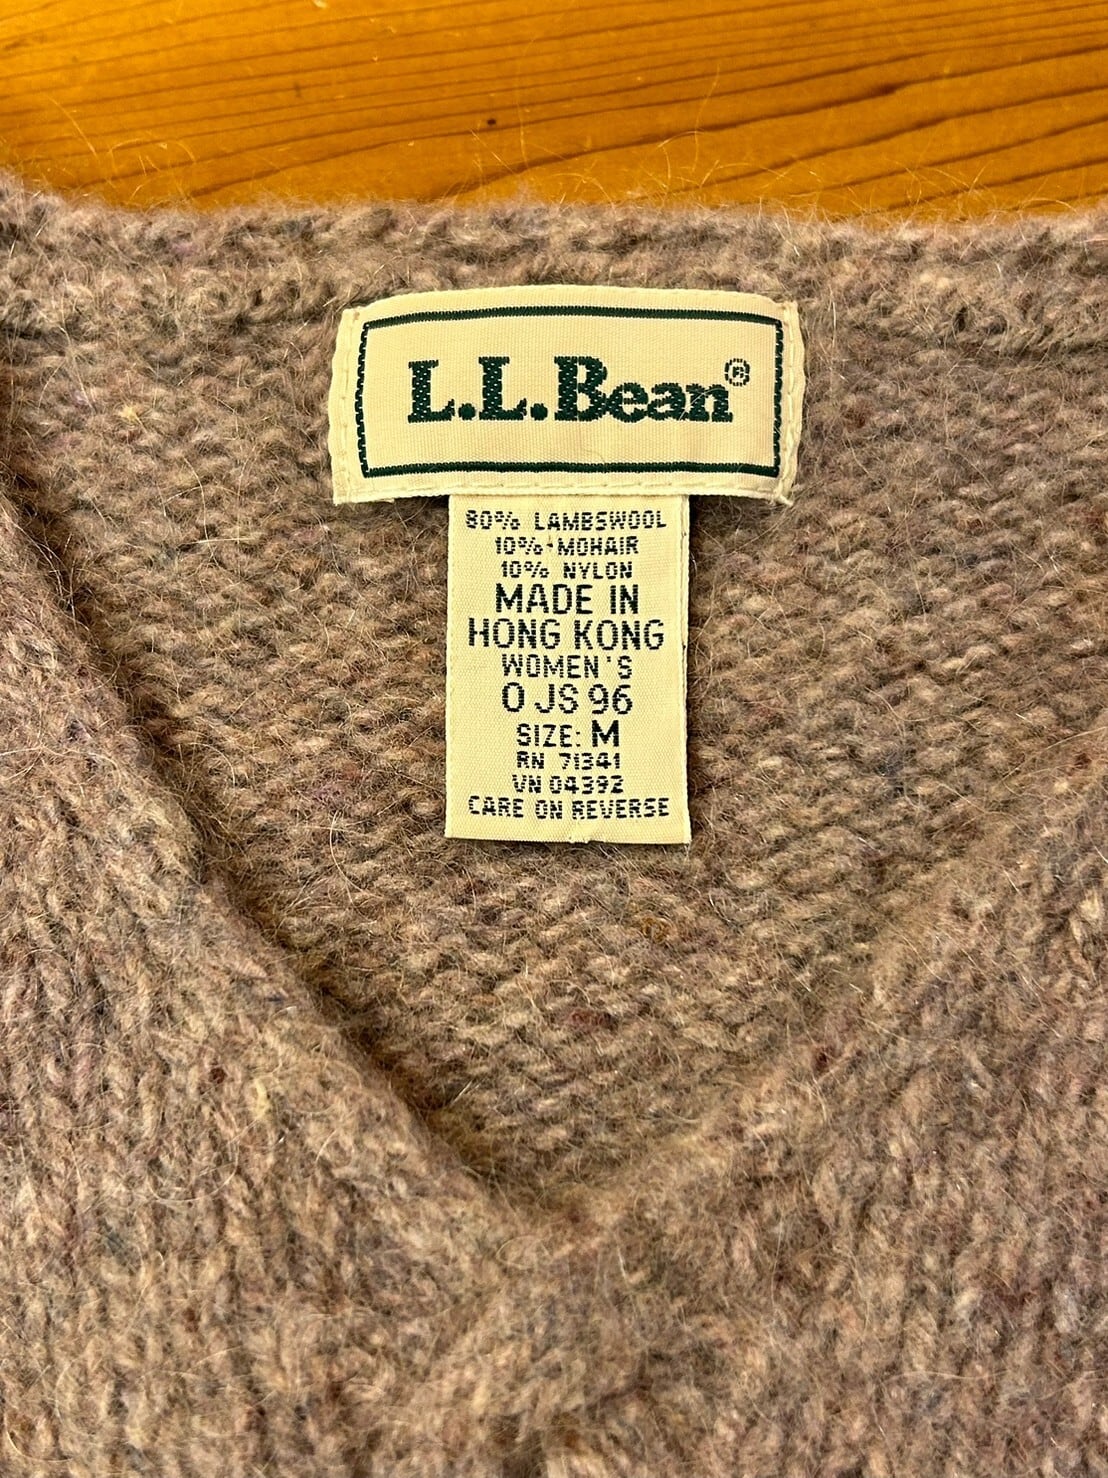 L.L.Bean®
80% LAMBSWOOL
10% MOHAIR
10% NYLON
MADE IN
HONG KONG
WOMEN'S
0 JS 96
SIZE: M
RN 71341
VN 04392
CARE ON REVERSE